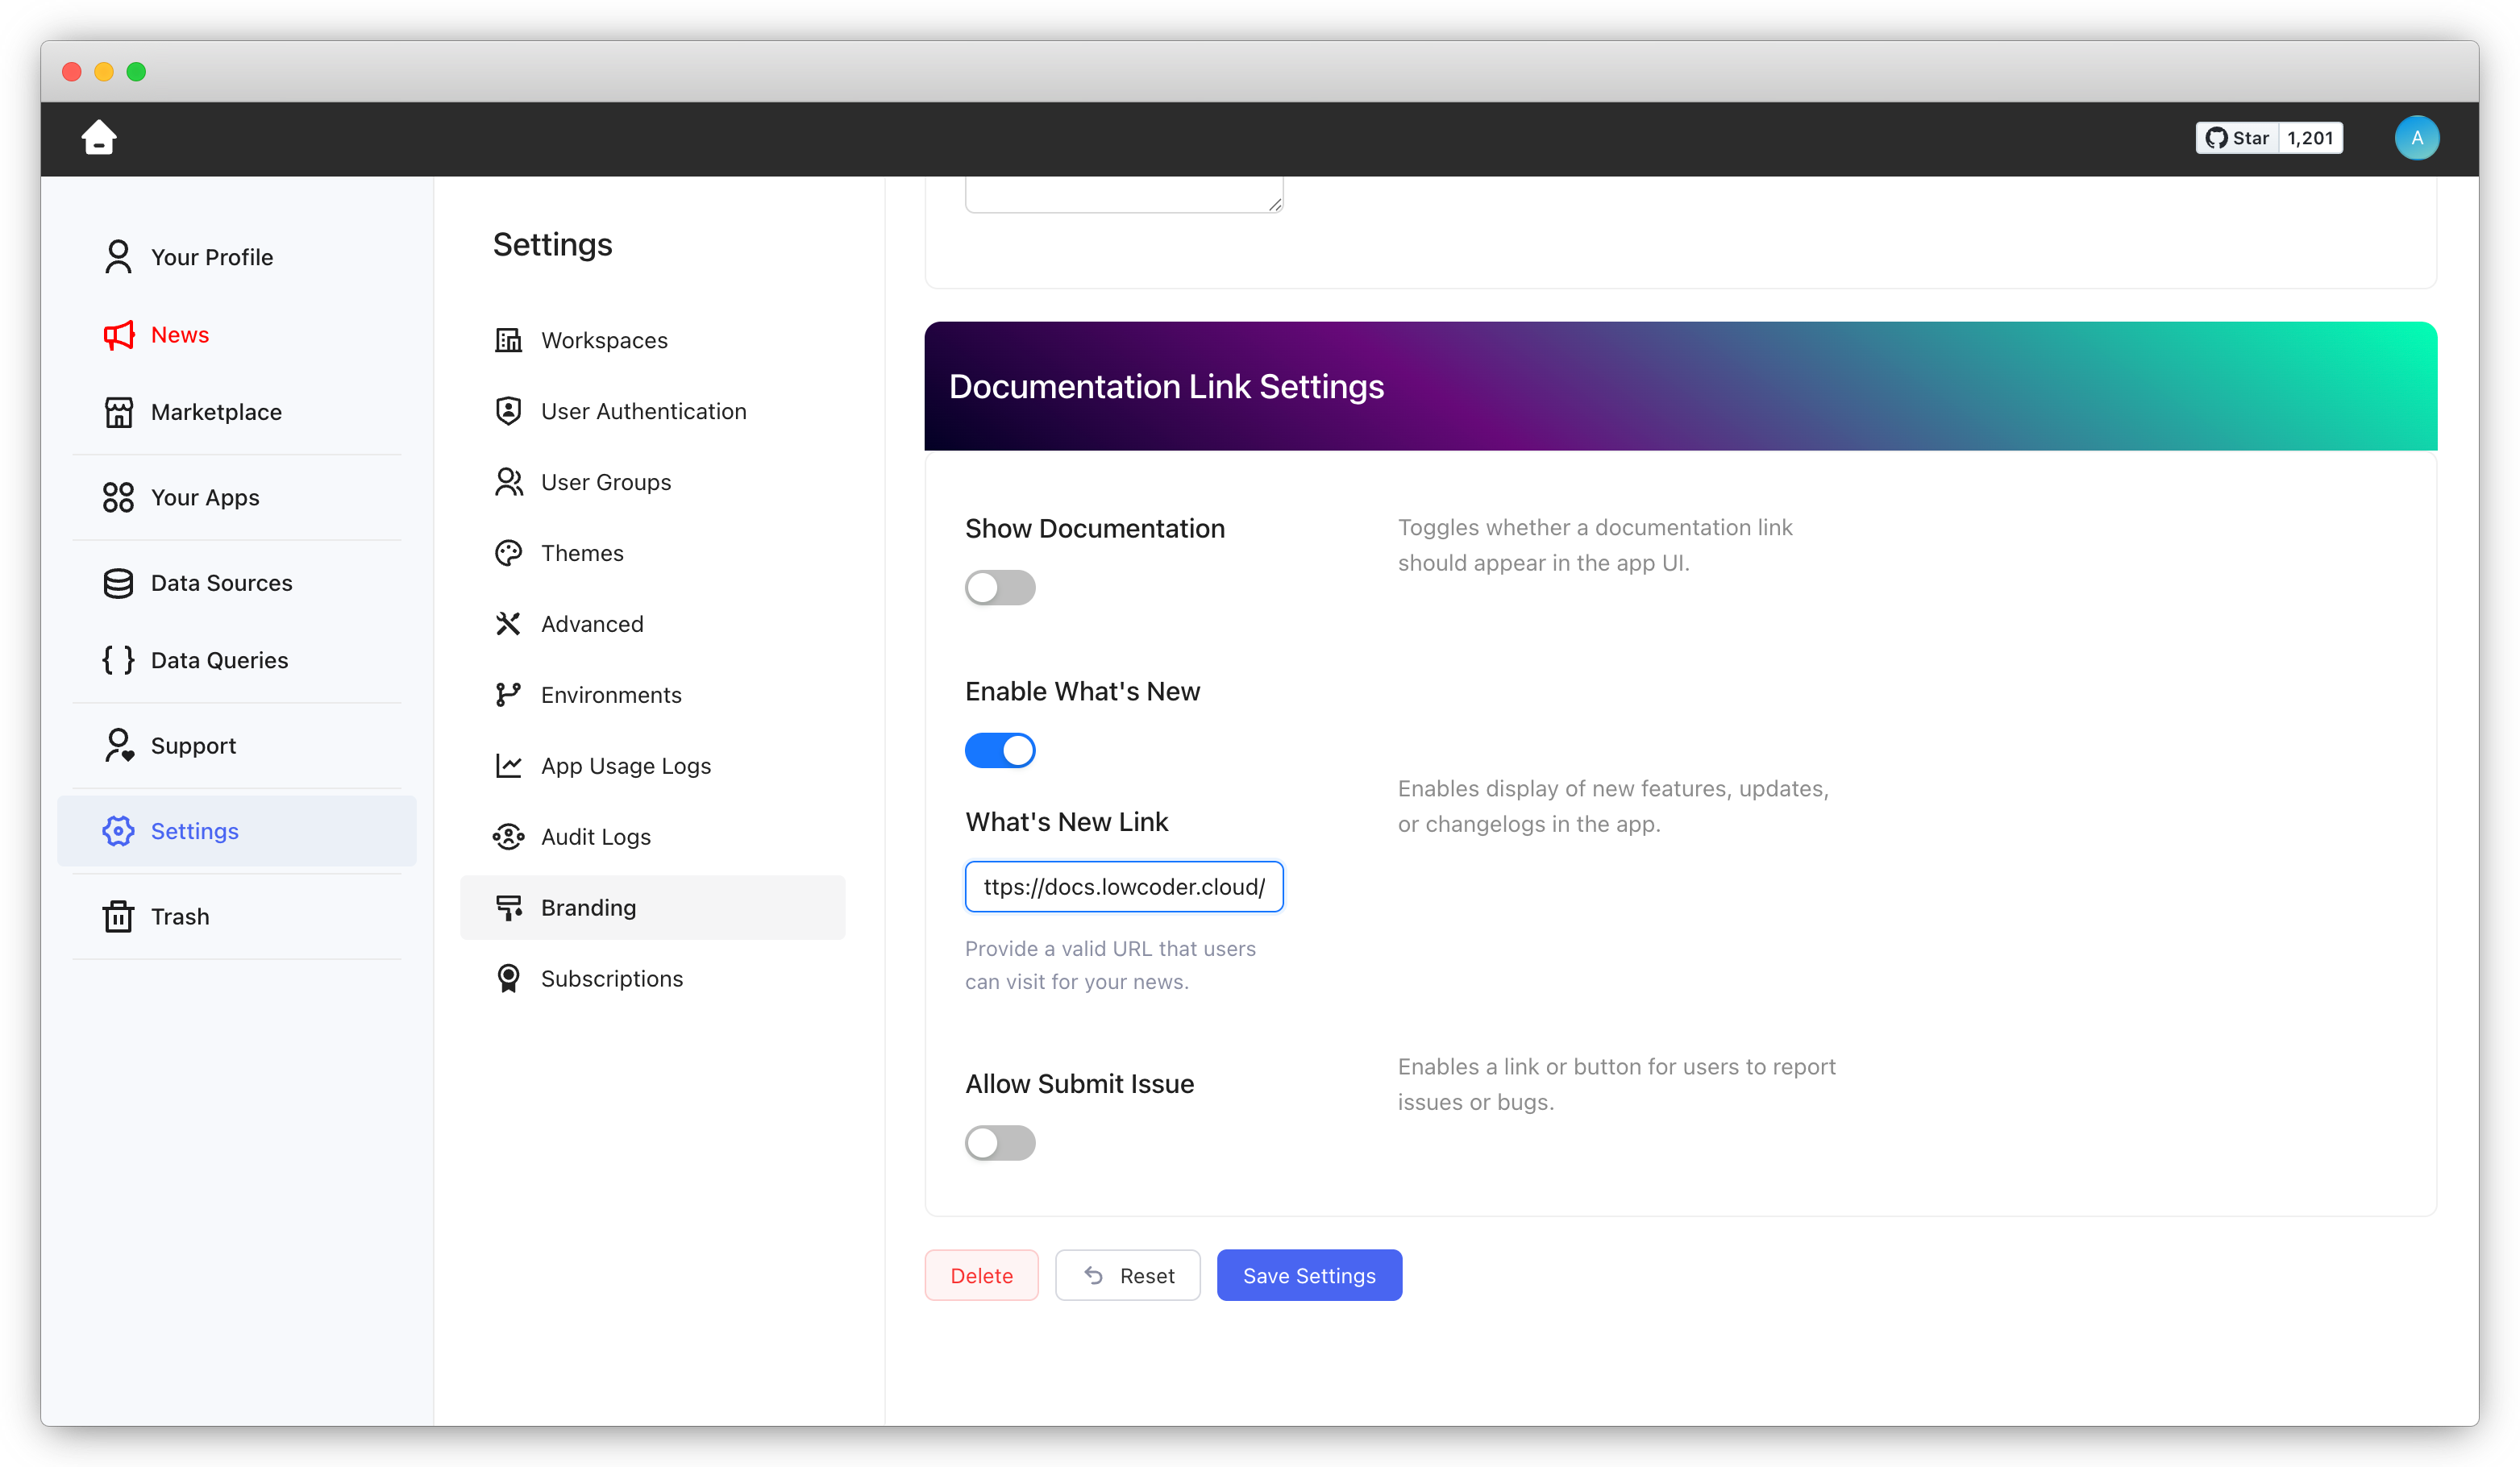 Star 1,201
A
Your Profile
News
Marketplace
Your Apps
Data Sources
Data Queries
Support
Settings
Trash
Settings
Workspaces
User Authentication
User Groups
Themes
Advanced
Environments
App Usage Logs
Audit Logs
Branding
Subscriptions
Documentation Link Settings
Show Documentation
Toggles whether a documentation link
should appear in the app UI.
Enable What's New
Enables display of new features, updates,
or changelogs in the app.
What's New Link
ttps://docs.lowcoder.cloud/
Provide a valid URL that users
can visit for your news.
Allow Submit Issue
Enables a link or button for users to report
issues or bugs.
Delete
Reset
Save Settings